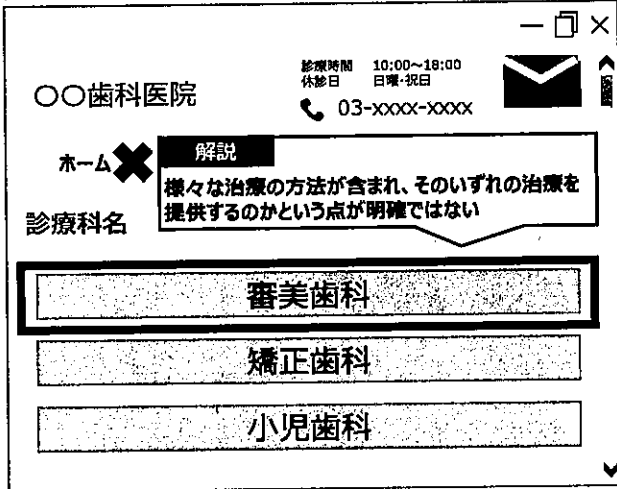 診療時間 10:00~18:00
休診日 日曜・祝日
〇〇歯科医院
03-xxxx-xxxx
ホーム
解説
様々な治療の方法が含まれ、そのいずれの治療を
提供するのかという点が明確ではない
診療科名
審美歯科
矯正歯科
小児歯科